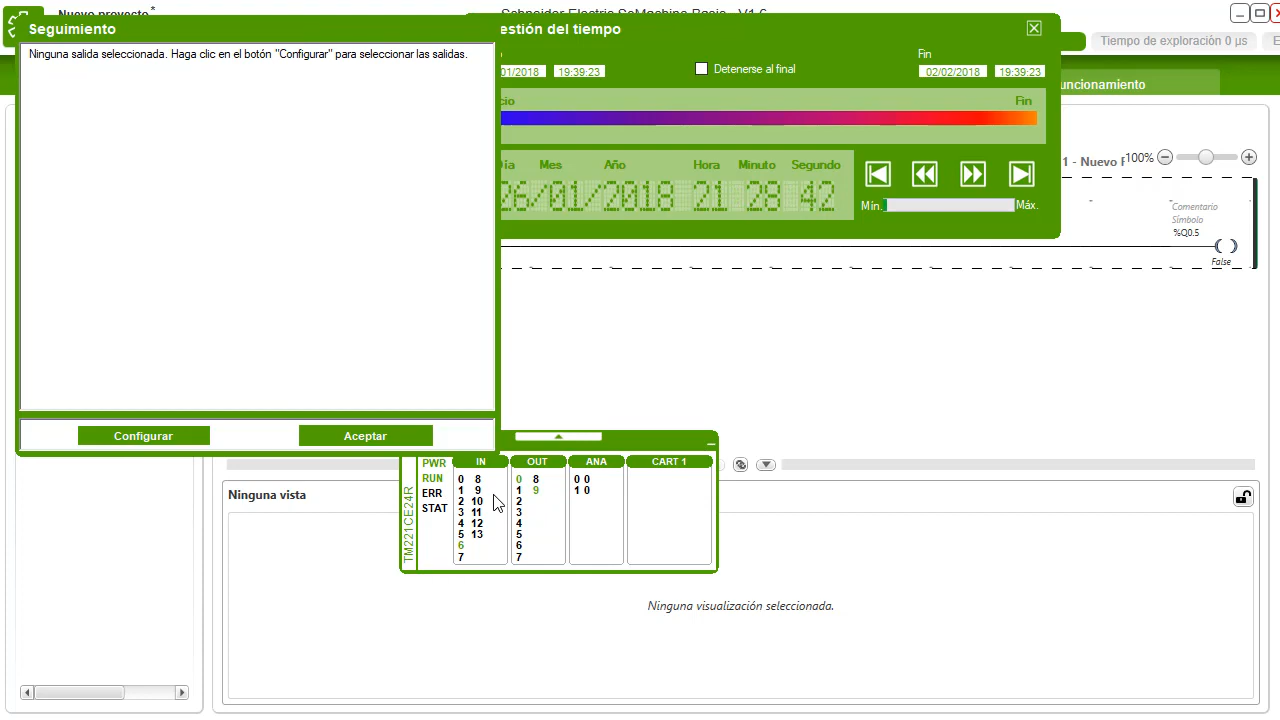 Nuevo proyecto*
Schneider Electric SoMachine Basic - V1.6
Seguimiento
Ninguna salida seleccionada. Haga clic en el botón "Configurar" para seleccionar las salidas.
Configurar
Aceptar
estión del tiempo
01/2018
19:39:23
Detenerse al final
Fin
02/02/2018
19:39:23
cio
Fin
Día Mes Año Hora Minuto Segundo
26/01/2018 21 28 42
Mín.
Máx.
Tiempo de exploración 0 µs
E
uncionamiento
1 - Nuevo
100%
Comentario
Símbolo
%Q0.5
False
TM221CE24R
PWR
RUN
ERR
STAT
IN
0 8
1 9
2 10
3 11
4 12
5 13
6
7
OUT
0 8
1 9
2
3
4
5
6
7
ANA
0 0
1 0
CART 1
Ninguna vista
Ninguna visualización seleccionada.